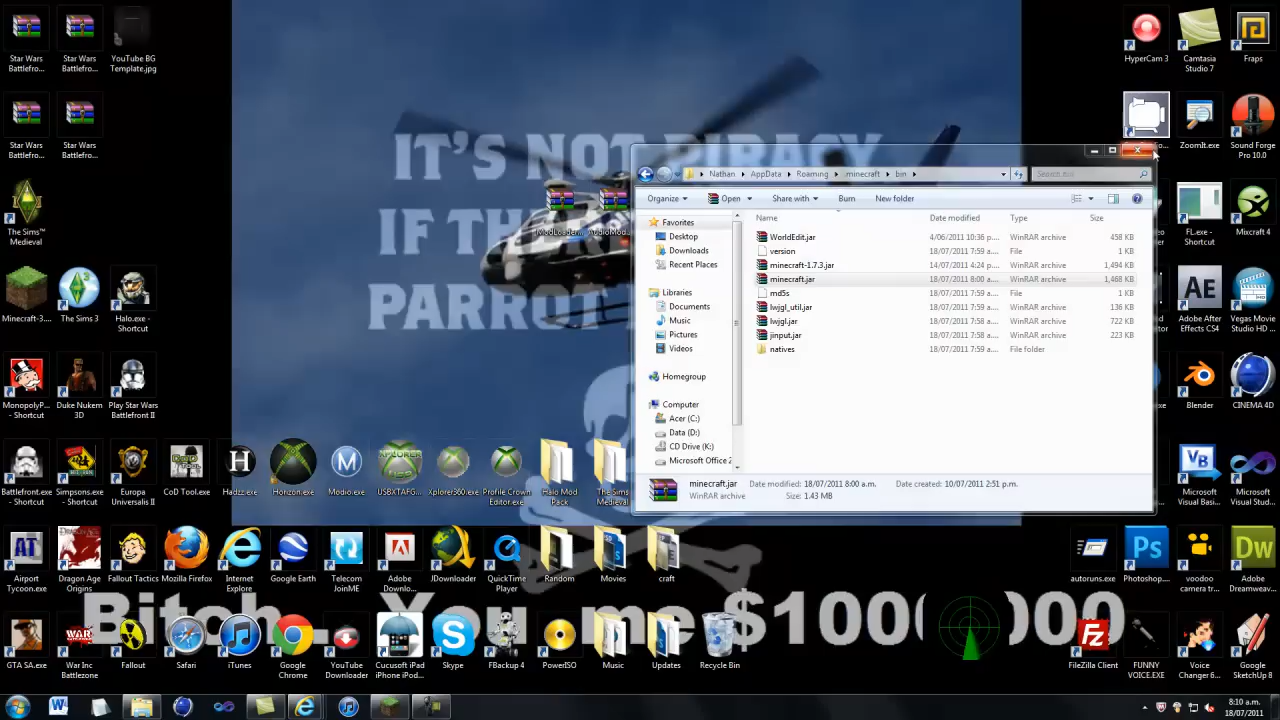 Star Wars Battlefro...
Star Wars Battlefro...
YouTube BG Template.jpg
HyperCam 3
Camtasia Studio 7
Fraps
Star Wars Battlefro...
Star Wars Battlefro...
ZoomIt.exe
Sound Forge Pro 10.0
IT'S NOT PIRACY
IF TH
PARROT
The Sims™ Medieval
FL.exe - Shortcut
Mixcraft 4
Minecraft-3....
The Sims 3
Halo.exe - Shortcut
Adobe After Effects CS4
Vegas Movie Studio HD ...
MonopolyP... - Shortcut
Duke Nukem 3D
Play Star Wars Battlefront II
Blender
CINEMA 4D
Nathan
AppData
Roaming
.minecraft
bin
Organize
Open
Share with
Burn
New folder
Name
Date modified
Type
Size
WorldEdit.jar 4/06/2011 10:36 p.... WinRAR archive 458 KB
version 18/07/2011 7:59 a... File 1 KB
minecraft-1.7.3.jar 14/07/2011 4:24 p... WinRAR archive 1,494 KB
minecraft.jar 18/07/2011 8:00 a... WinRAR archive 1,468 KB
md5s 18/07/2011 7:59 a... File 1 KB
lwjgl_util.jar 18/07/2011 7:58 a... WinRAR archive 136 KB
lwjgl.jar 18/07/2011 7:58 a... WinRAR archive 722 KB
jinput.jar 18/07/2011 7:58 a... WinRAR archive 223 KB
natives 18/07/2011 7:59 a... File folder
Favorites
Desktop
Downloads
Recent Places
Libraries
Documents
Music
Pictures
Videos
Homegroup
Computer
Acer (C:)
Data (D:)
CD Drive (K:)
Microsoft Office 2
minecraft.jar
Date modified: 18/07/2011 8:00 a.m.
Date created: 10/07/2011 2:51 p.m.
WinRAR archive
Size: 1.43 MB
Battlefront.exe - Shortcut
Simpsons.exe - Shortcut
Europa Universalis II
CoD Tool.exe
Hadzz.exe
Horizon.exe
Modio.exe
USBXTAFG...
Xplorer360.exe
Profile Crown Editor.exe
Halo Mod Pack
The Sims Medieval
Microsoft Visual Basi...
Microsoft Visual Stud...
Airport Tycoon.exe
Dragon Age Origins
Fallout Tactics
Mozilla Firefox
Internet Explore
Google Earth
Telecom JoinME
Adobe Downlo...
JDownloader
QuickTime Player
Random
Movies
craft
autoruns.exe
Photoshop....
voodoo camera tr...
Adobe Dreamweav...
Bitch.. You me $1000 000
GTA SA.exe
War Inc Battlezone
Fallout
Safari
iTunes
Google Chrome
YouTube Downloader
Cucusoft iPad iPhone iPod...
Skype
FBackup 4
PowerISO
Music
Updates
Recycle Bin
FileZilla Client
FUNNY VOICE.EXE
Voice Changer 6...
Google SketchUp 8
8:10 a.m.
18/07/2011